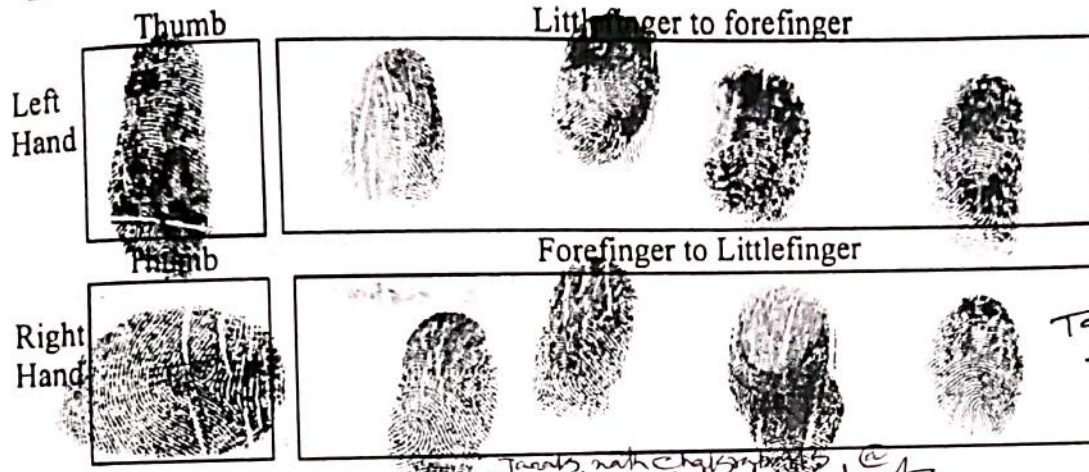 Thumb
Littlefinger to forefinger
Left
Hand
Thumb
Forefinger to Littlefinger
Right
Hand